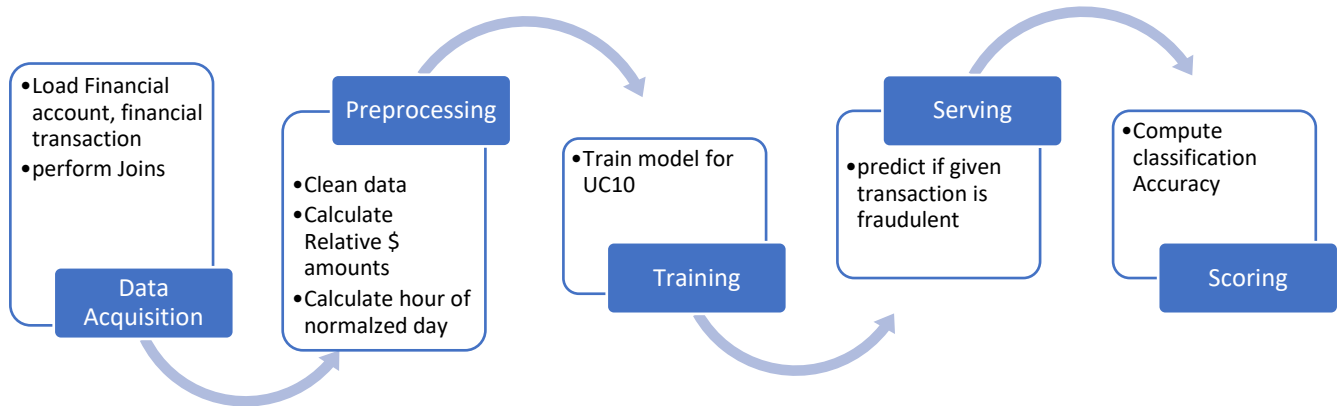 •Load Financial
account, financial
transaction
•perform Joins
Data
Acquisition
Preprocessing
•Clean data
•Calculate
Relative $
amounts
•Calculate hour of
normalzed day
•Train model for
UC10
Training
Serving
•predict if given
transaction is
fraudulent
•Compute
classification
Accuracy
Scoring